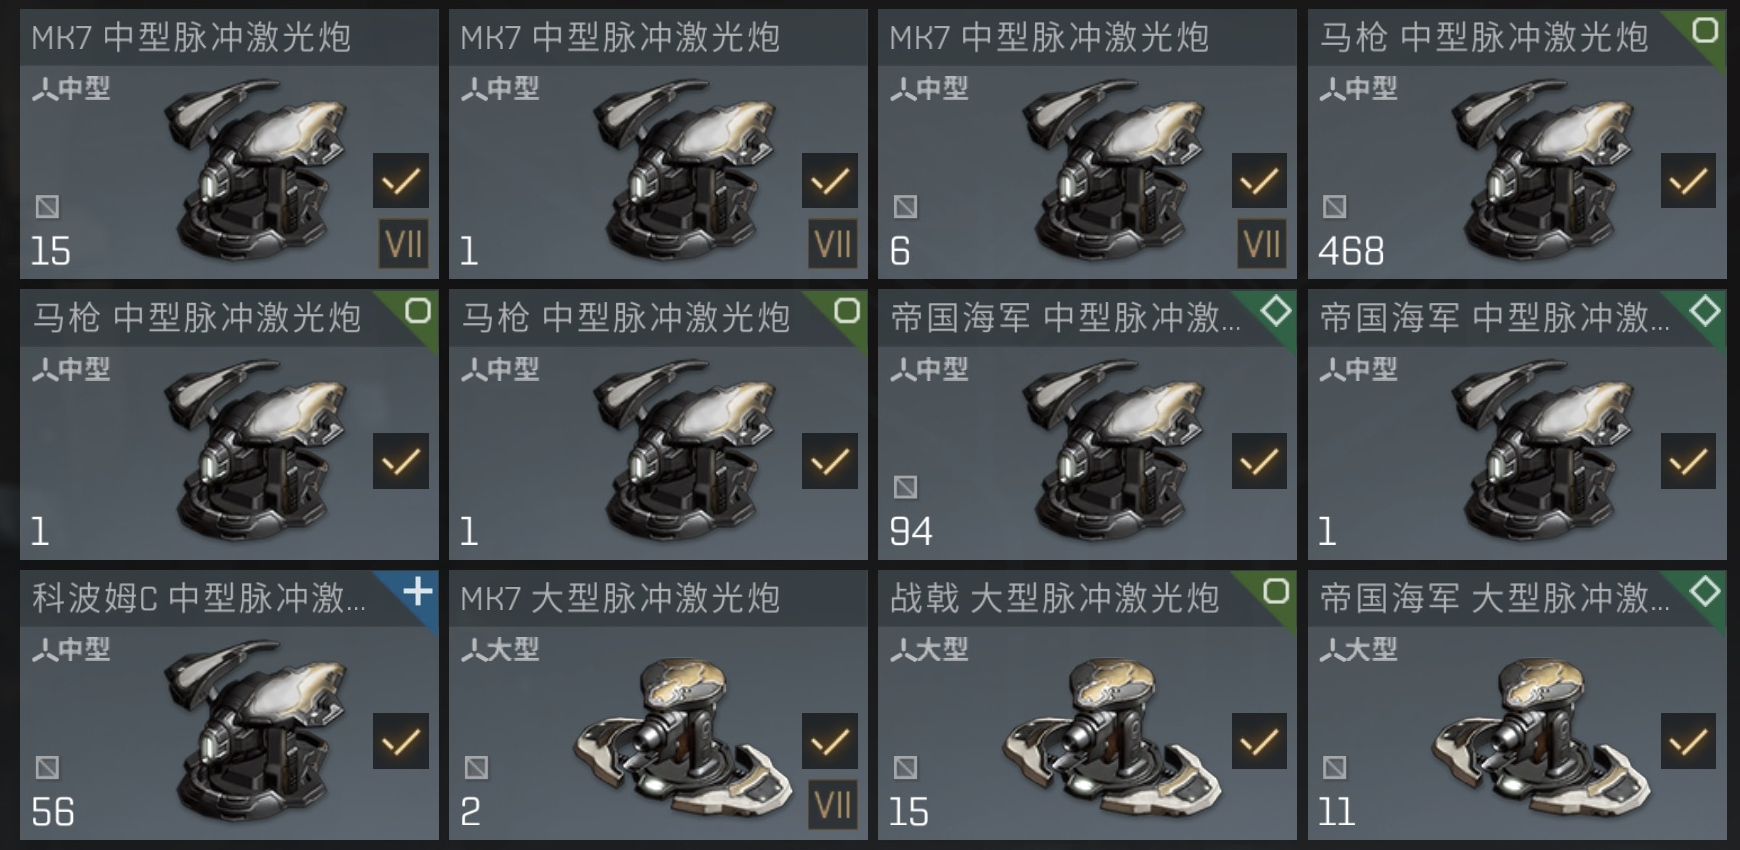 MK7 中型脉冲激光炮
中型
15
VII
MK7 中型脉冲激光炮
中型
1
VII
MK7 中型脉冲激光炮
中型
6
VII
马枪 中型脉冲激光炮
中型
468
马枪 中型脉冲激光炮
中型
1
马枪 中型脉冲激光炮
中型
1
帝国海军 中型脉冲激...
中型
94
帝国海军 中型脉冲激...
中型
1
科波姆C 中型脉冲激...
中型
56
MK7 大型脉冲激光炮
大型
2
VII
战戟 大型脉冲激光炮
大型
15
帝国海军 大型脉冲激...
大型
11